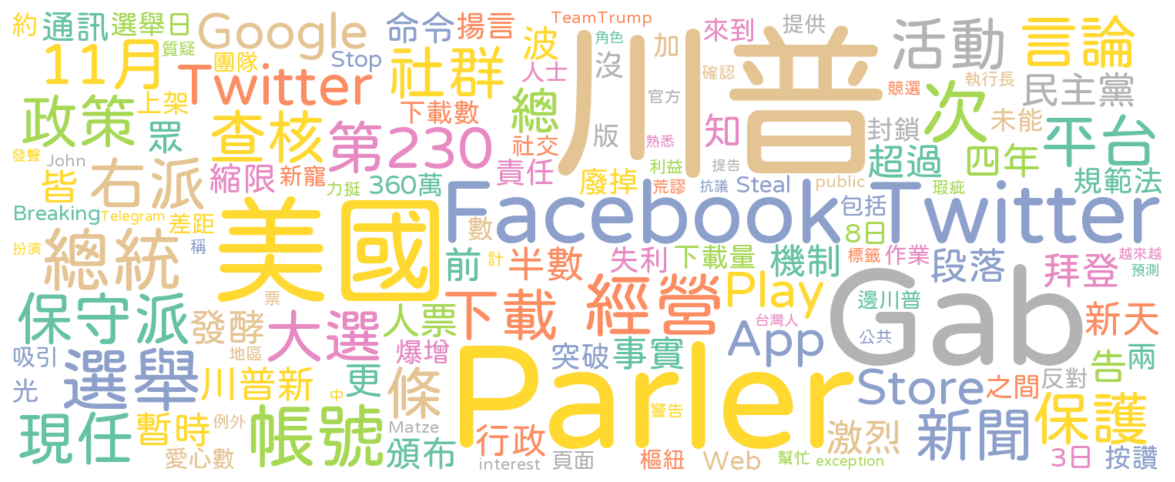 約 通訊 選舉日 Google 命令 揚言 TeamTrump 角色 加 來到 提供 活動 言論
質疑 團隊 Stop 波 人士 沒 川普 確認 競選 執行長 民主黨
11月 Twitter 社群 下載數 總 版 官方 知 封鎖 次 未能
政策 上架 眾 查核 第230 社交 責任 熟悉 利益 提告 超過 四年 平台
發聲 John 皆 右派 縮限 新寵 力挺 360萬 廢掉 荒謬 抗議 Steal public 瑕疵 規範法
Breaking Telegram 差距 美國 Facebook Twitter 包括
扮演 總統 稱 數 前 計 半數 失利 下載量 機制 8日 標籤 作業 段落 拜登 越來越 預測
保守派 發酵 票 大選 人票 下載 經營 Play Gab 邊川普 新天
吸引 地區 爆增 突破 事實 App 台灣人 公共 告 兩
光 選舉 川普新 中 更 條 Parler Store 之間 反對
現任 暫時 例外 帳號 Matze 行政 警告 激烈 新聞 保護
愛心數 頒布 interest 頁面 樞紐 Web 幫忙 exception 3日 按讚